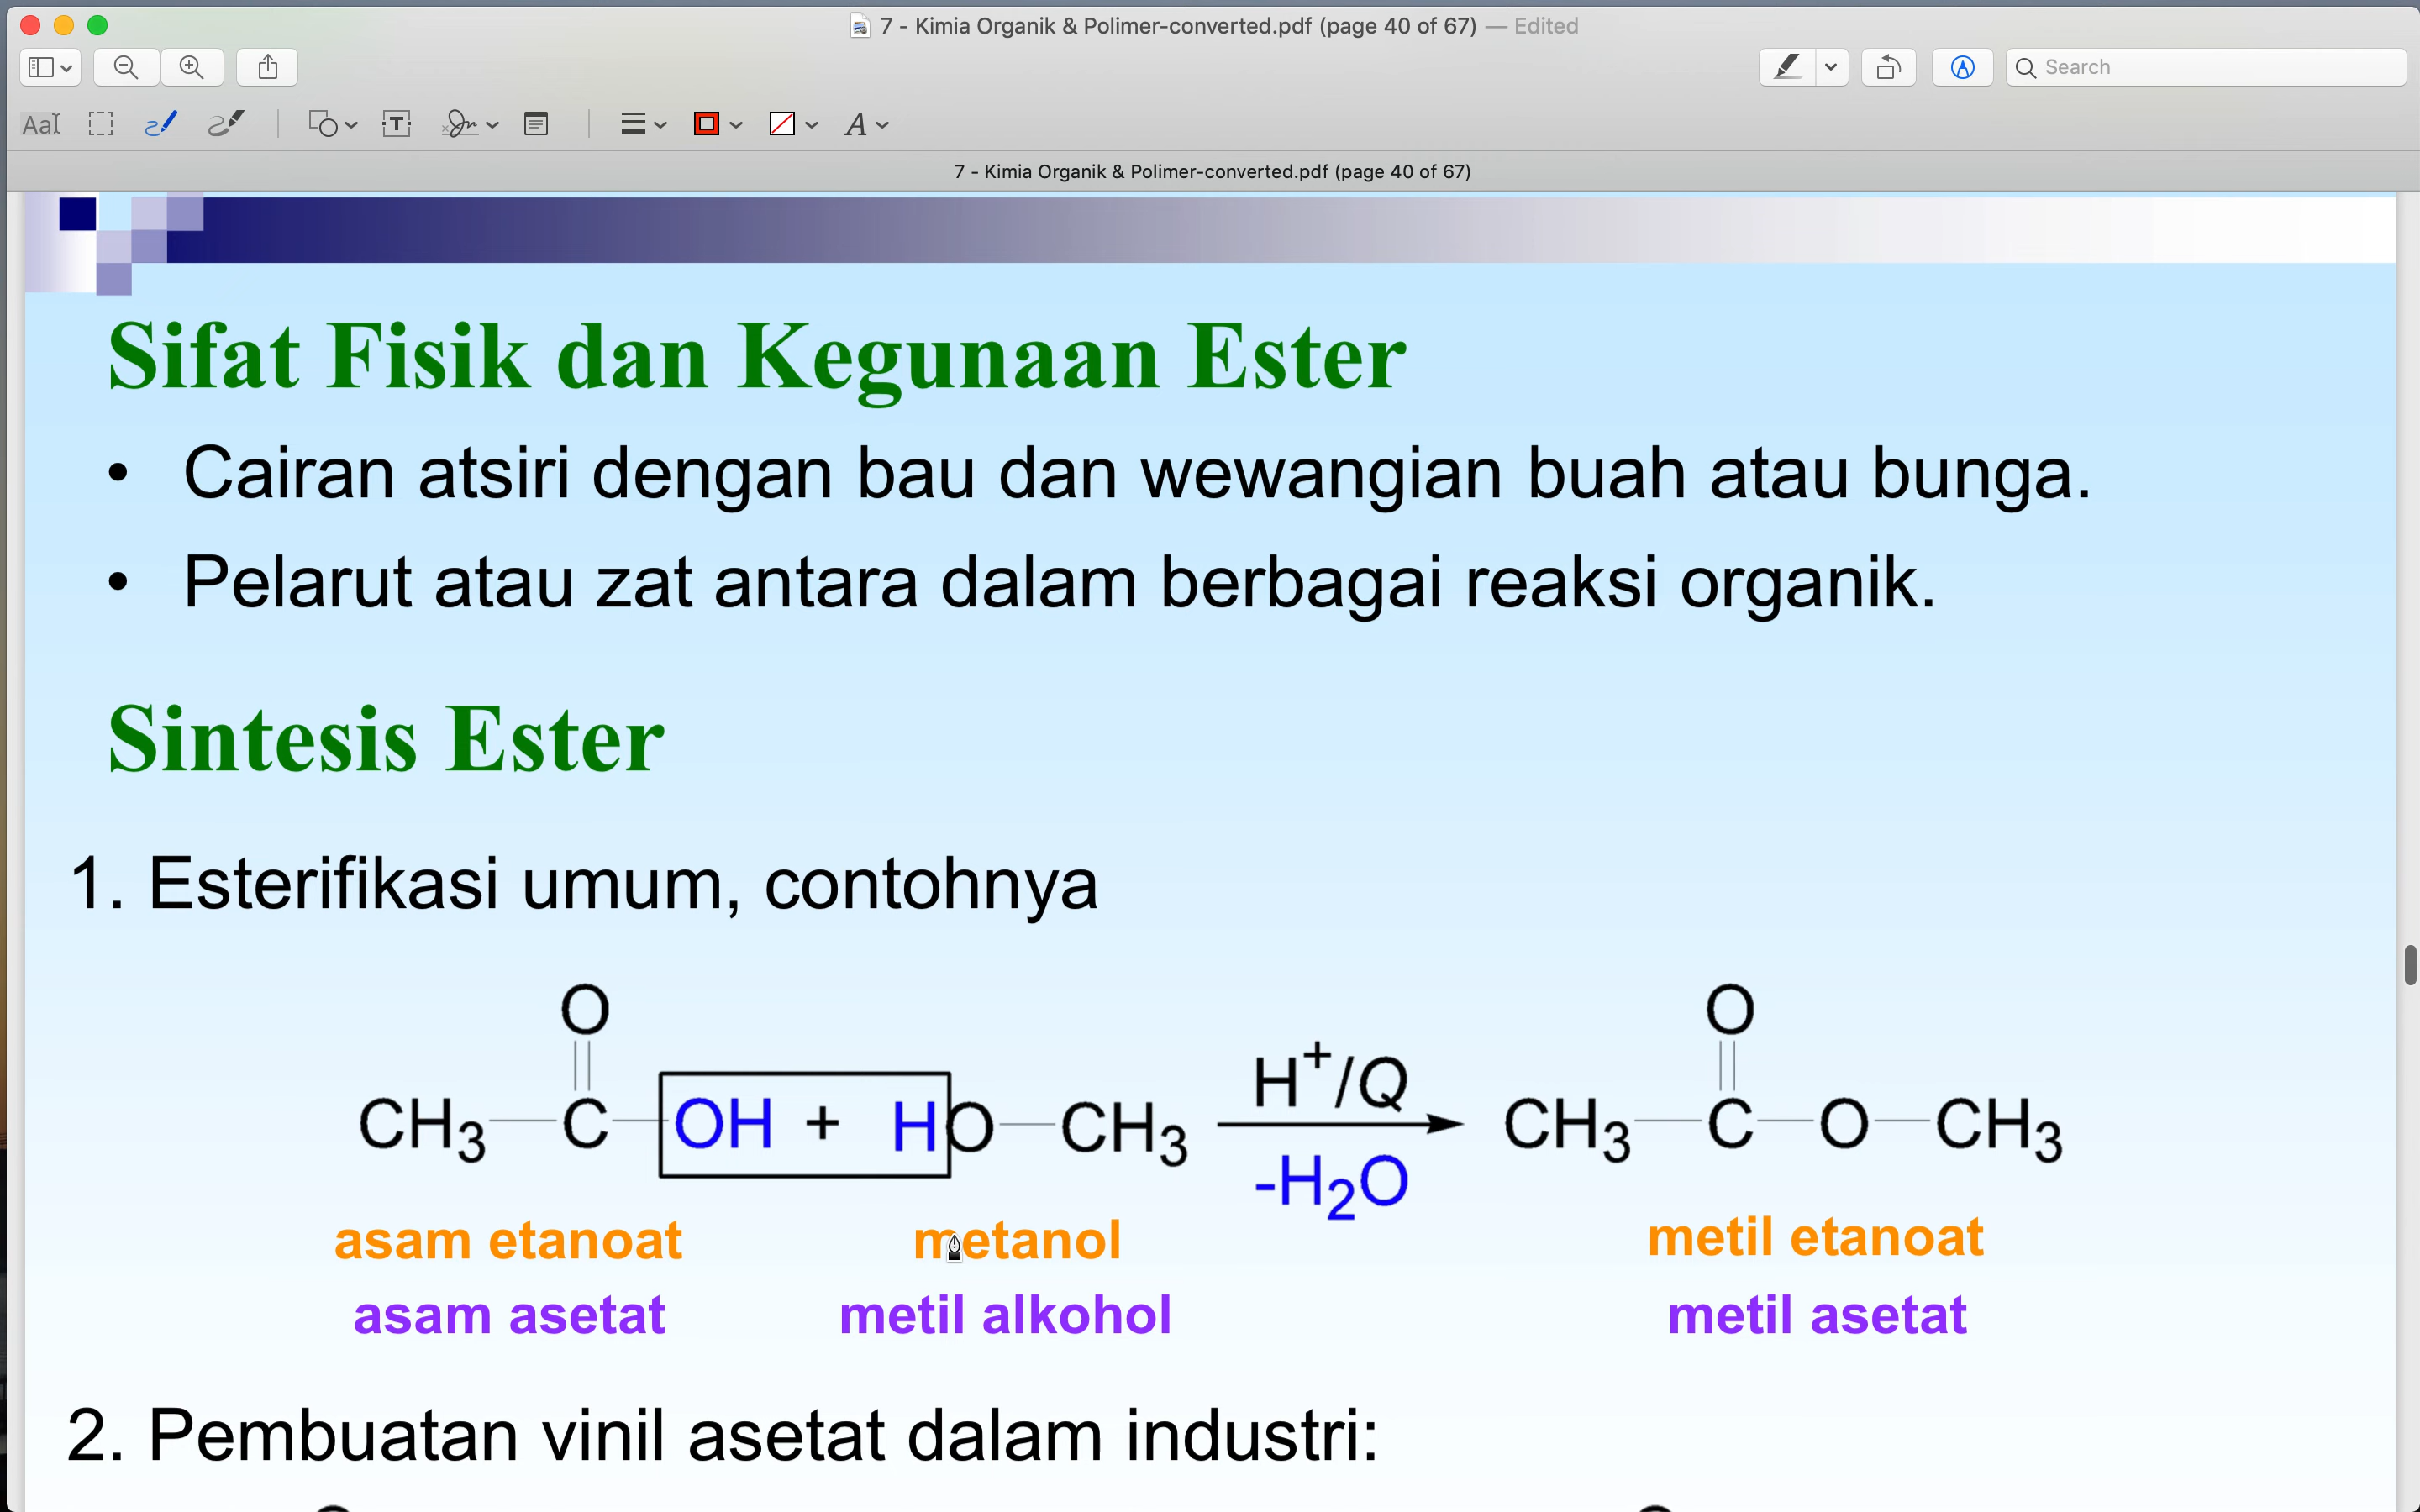 7 - Kimia Organik & Polimer-converted.pdf (page 40 of 67) — Edited
Search
AaI
T
A
7 - Kimia Organik & Polimer-converted.pdf (page 40 of 67)
Sifat Fisik dan Kegunaan Ester
• Cairan atsiri dengan bau dan wewangian buah atau bunga.
• Pelarut atau zat antara dalam berbagai reaksi organik.
Sintesis Ester
1. Esterifikasi umum, contohnya
O
O
H⁺/Q
CH₃—C—OH + HO—CH₃
CH₃—C—O—CH₃
-H₂O
asam etanoat metanol metil etanoat
asam asetat metil alkohol metil asetat
2. Pembuatan vinil asetat dalam industri: